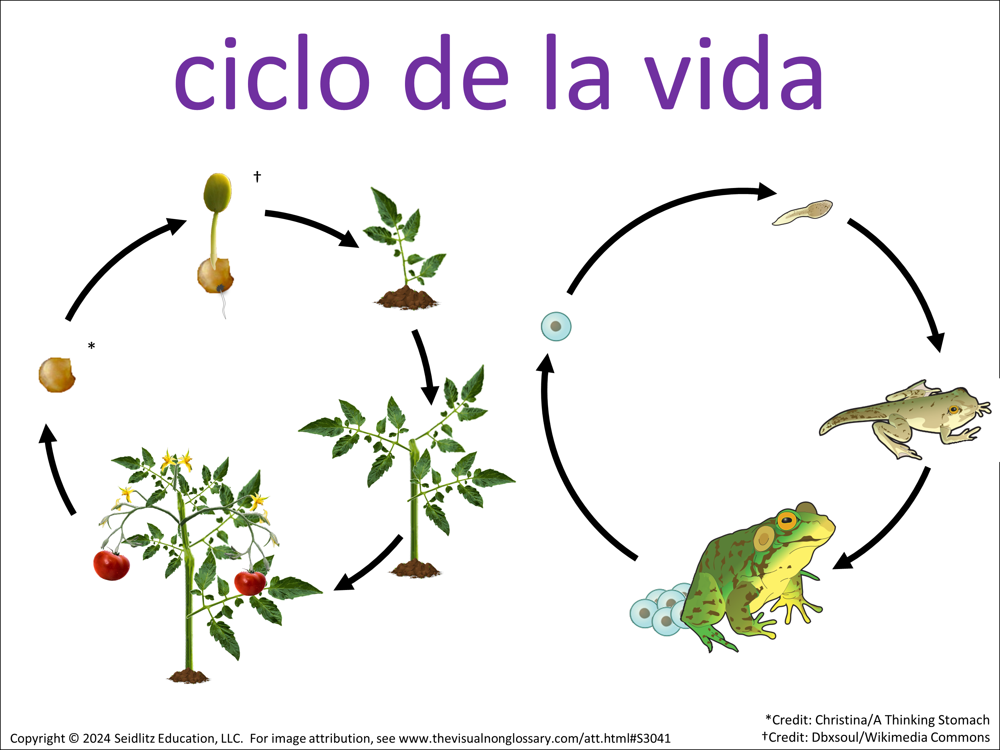 ciclo de la vida
†
*
*Credit: Christina/A Thinking Stomach
Copyright © 2024 Seidlitz Education, LLC.  For image attribution, see www.thevisualnonglossary.com/att.html#S3041
†Credit: Dbxsoul/Wikimedia Commons